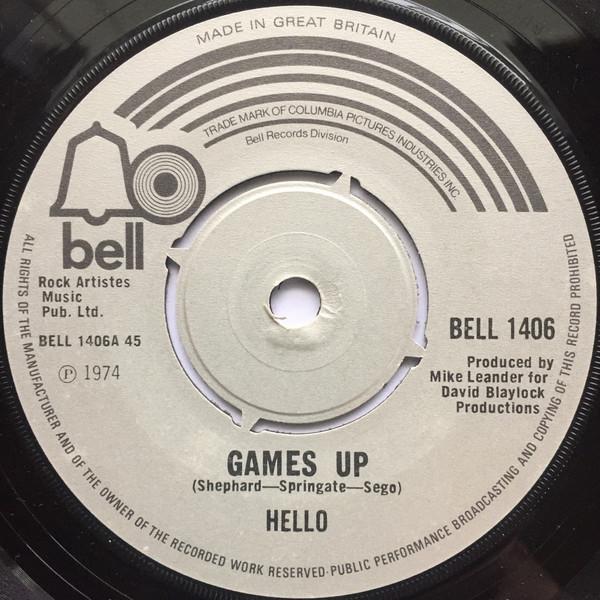 MADE IN GREAT BRITAIN
TRADE MARK OF COLUMBIA PICTURES INDUSTRIES INC.
Bell Records Division
bell
Rock Artistes
Music
Pub. Ltd.
BELL 1406A 45
Ⓟ 1974
BELL 1406
Produced by
Mike Leander for
David Blaylock
Productions
GAMES UP
(Shephard—Springate—Sego)
HELLO
ALL RIGHTS OF THE MANUFACTURER AND OF THE OWNER OF THE RECORDED WORK RESERVED·PUBLIC PERFORMANCE BROADCASTING AND COPYING OF THIS RECORD PROHIBITED